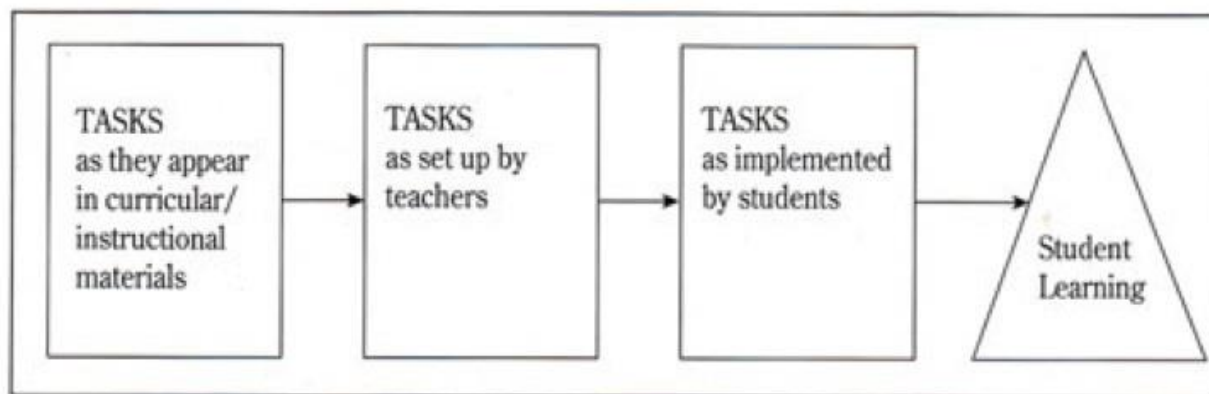 TASKS
as they appear
in curricular/
instructional
materials
TASKS
as set up by
teachers
TASKS
as implemented
by students
Student
Learning